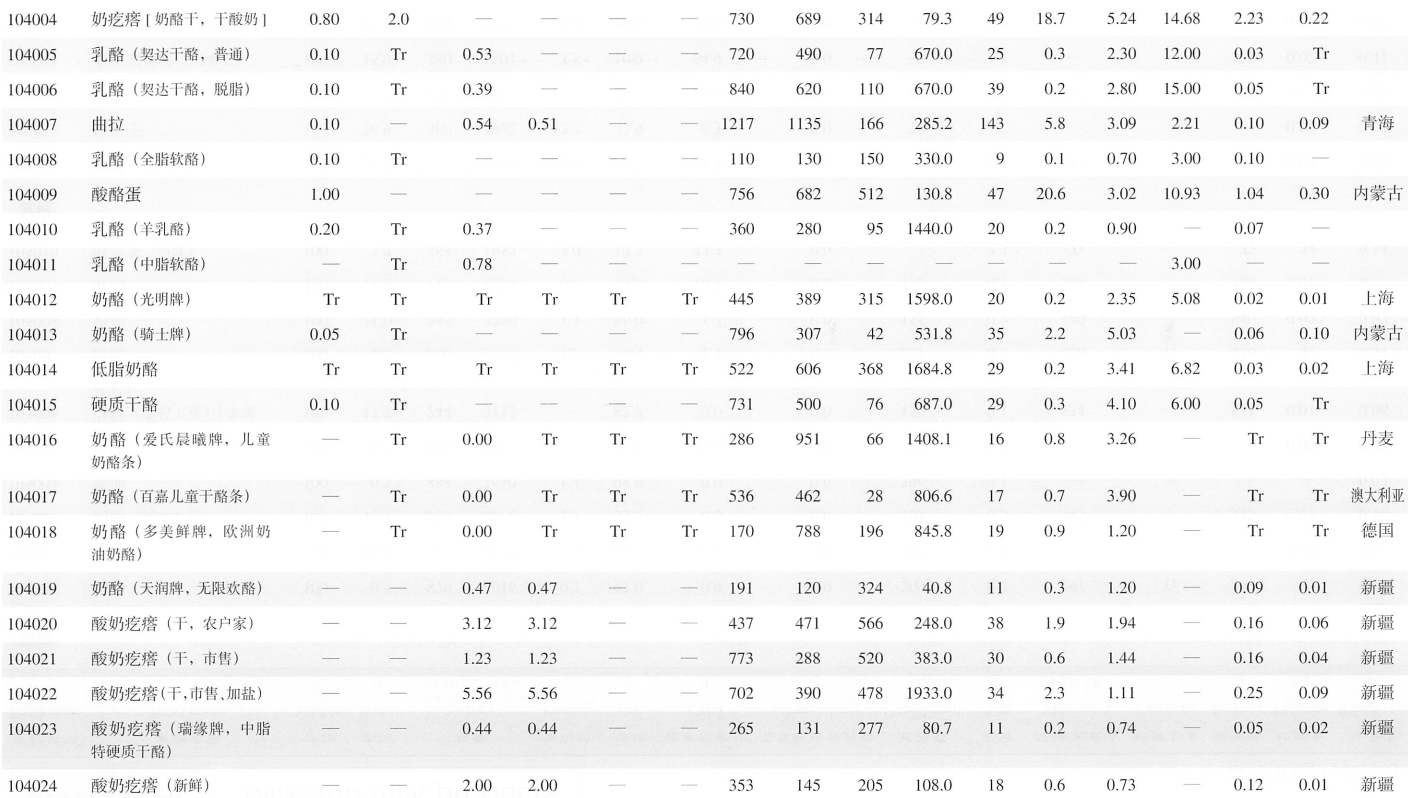 104004 奶疙瘩 [ 奶酪干，干酸奶 ] 0.80 2.0 — — — — 730 689 314 79.3 49 18.7 5.24 14.68 2.23 0.22
104005 乳酪（契达干酪，普通） 0.10 Tr 0.53 — — — 720 490 77 670.0 25 0.3 2.30 12.00 0.03 Tr
104006 乳酪（契达干酪，脱脂） 0.10 Tr 0.39 — — — 840 620 110 670.0 39 0.2 2.80 15.00 0.05 Tr
104007 曲拉 0.10 — 0.54 0.51 — — 1217 1135 166 285.2 143 5.8 3.09 2.21 0.10 0.09 青海
104008 乳酪（全脂软酪） 0.10 Tr — — — — 110 130 150 330.0 9 0.1 0.70 3.00 0.10 —
104009 酸酪蛋 1.00 — — — — — 756 682 512 130.8 47 20.6 3.02 10.93 1.04 0.30 内蒙古
104010 乳酪（羊乳酪） 0.20 Tr 0.37 — — — 360 280 95 1440.0 20 0.2 0.90 — 0.07 —
104011 乳酪（中脂软酪） — Tr 0.78 — — — — — — — — — — 3.00 — —
104012 奶酪（光明牌） Tr Tr Tr Tr Tr Tr 445 389 315 1598.0 20 0.2 2.35 5.08 0.02 0.01 上海
104013 奶酪（骑士牌） 0.05 Tr — — — — 796 307 42 531.8 35 2.2 5.03 — 0.06 0.10 内蒙古
104014 低脂奶酪 Tr Tr Tr Tr Tr Tr 522 606 368 1684.8 29 0.2 3.41 6.82 0.03 0.02 上海
104015 硬质干酪 0.10 Tr — — — — 731 500 76 687.0 29 0.3 4.10 6.00 0.05 Tr
104016 奶酪（爱氏晨曦牌，儿童 — Tr 0.00 Tr Tr Tr 286 951 66 1408.1 16 0.8 3.26 — Tr Tr 丹麦
奶酪条）
104017 奶酪（百嘉儿童干酪条） — Tr 0.00 Tr Tr Tr 536 462 28 806.6 17 0.7 3.90 — Tr Tr 澳大利亚
104018 奶酪（多美鲜牌，欧洲奶 — Tr 0.00 Tr Tr Tr 170 788 196 845.8 19 0.9 1.20 — Tr Tr 德国
油奶酪）
104019 奶酪（天润牌，无限欢酪） — — 0.47 0.47 — — 191 120 324 40.8 11 0.3 1.20 — 0.09 0.01 新疆
104020 酸奶疙瘩（干，农户家） — — 3.12 3.12 — — 437 471 566 248.0 38 1.9 1.94 — 0.16 0.06 新疆
104021 酸奶疙瘩（干，市售） — — 1.23 1.23 — — 773 288 520 383.0 30 0.6 1.44 — 0.16 0.04 新疆
104022 酸奶疙瘩（干，市售、加盐） — — 5.56 5.56 — — 702 390 478 1933.0 34 2.3 1.11 — 0.25 0.09 新疆
104023 酸奶疙瘩（瑞缘牌，中脂 — — 0.44 0.44 — — 265 131 277 80.7 11 0.2 0.74 — 0.05 0.02 新疆
特硬质干酪）
104024 酸奶疙瘩（新鲜） — — 2.00 2.00 — — 353 145 205 108.0 18 0.6 0.73 — 0.12 0.01 新疆